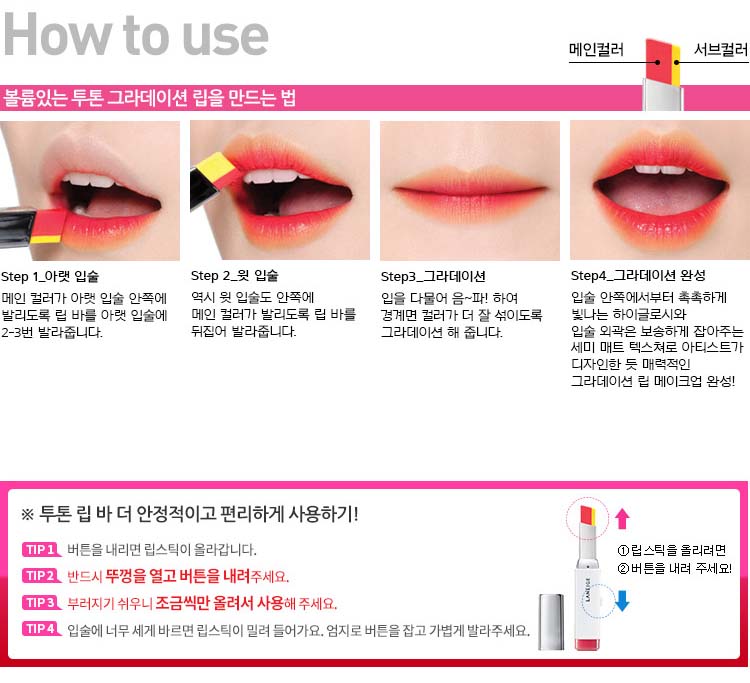 How to use
메인컬러
서브컬러
볼륨있는 투톤 그라데이션 립을 만드는 법
Step 1_아랫 입술
메인 컬러가 아랫 입술 안쪽에
발리도록 립 바를 아랫 입술에
2-3번 발라줍니다.
Step 2_윗 입술
역시 윗 입술도 안쪽에
메인 컬러가 발리도록 립 바를
뒤집어 발라줍니다.
Step3_그라데이션
입을 다물어 음~파! 하여
경계면 컬러가 더 잘 섞이도록
그라데이션 해 줍니다.
Step4_그라데이션 완성
입술 안쪽에서부터 촉촉하게
빛나는 하이글로시와
입술 외곽은 보송하게 잡아주는
세미 매트 텍스쳐로 아티스트가
디자인한 듯 매력적인
그라데이션 립 메이크업 완성!
※ 투톤 립 바 더 안정적이고 편리하게 사용하기!
TIP 1 버튼을 내리면 립스틱이 올라갑니다.
TIP 2 반드시 뚜껑을 열고 버튼을 내려주세요.
TIP 3 부러지기 쉬우니 조금씩만 올려서 사용해 주세요.
TIP 4 입술에 너무 세게 바르면 립스틱이 밀려 들어가요. 엄지로 버튼을 잡고 가볍게 발라주세요.
①립스틱을 올리려면
②버튼을 내려 주세요!
LANEIGE